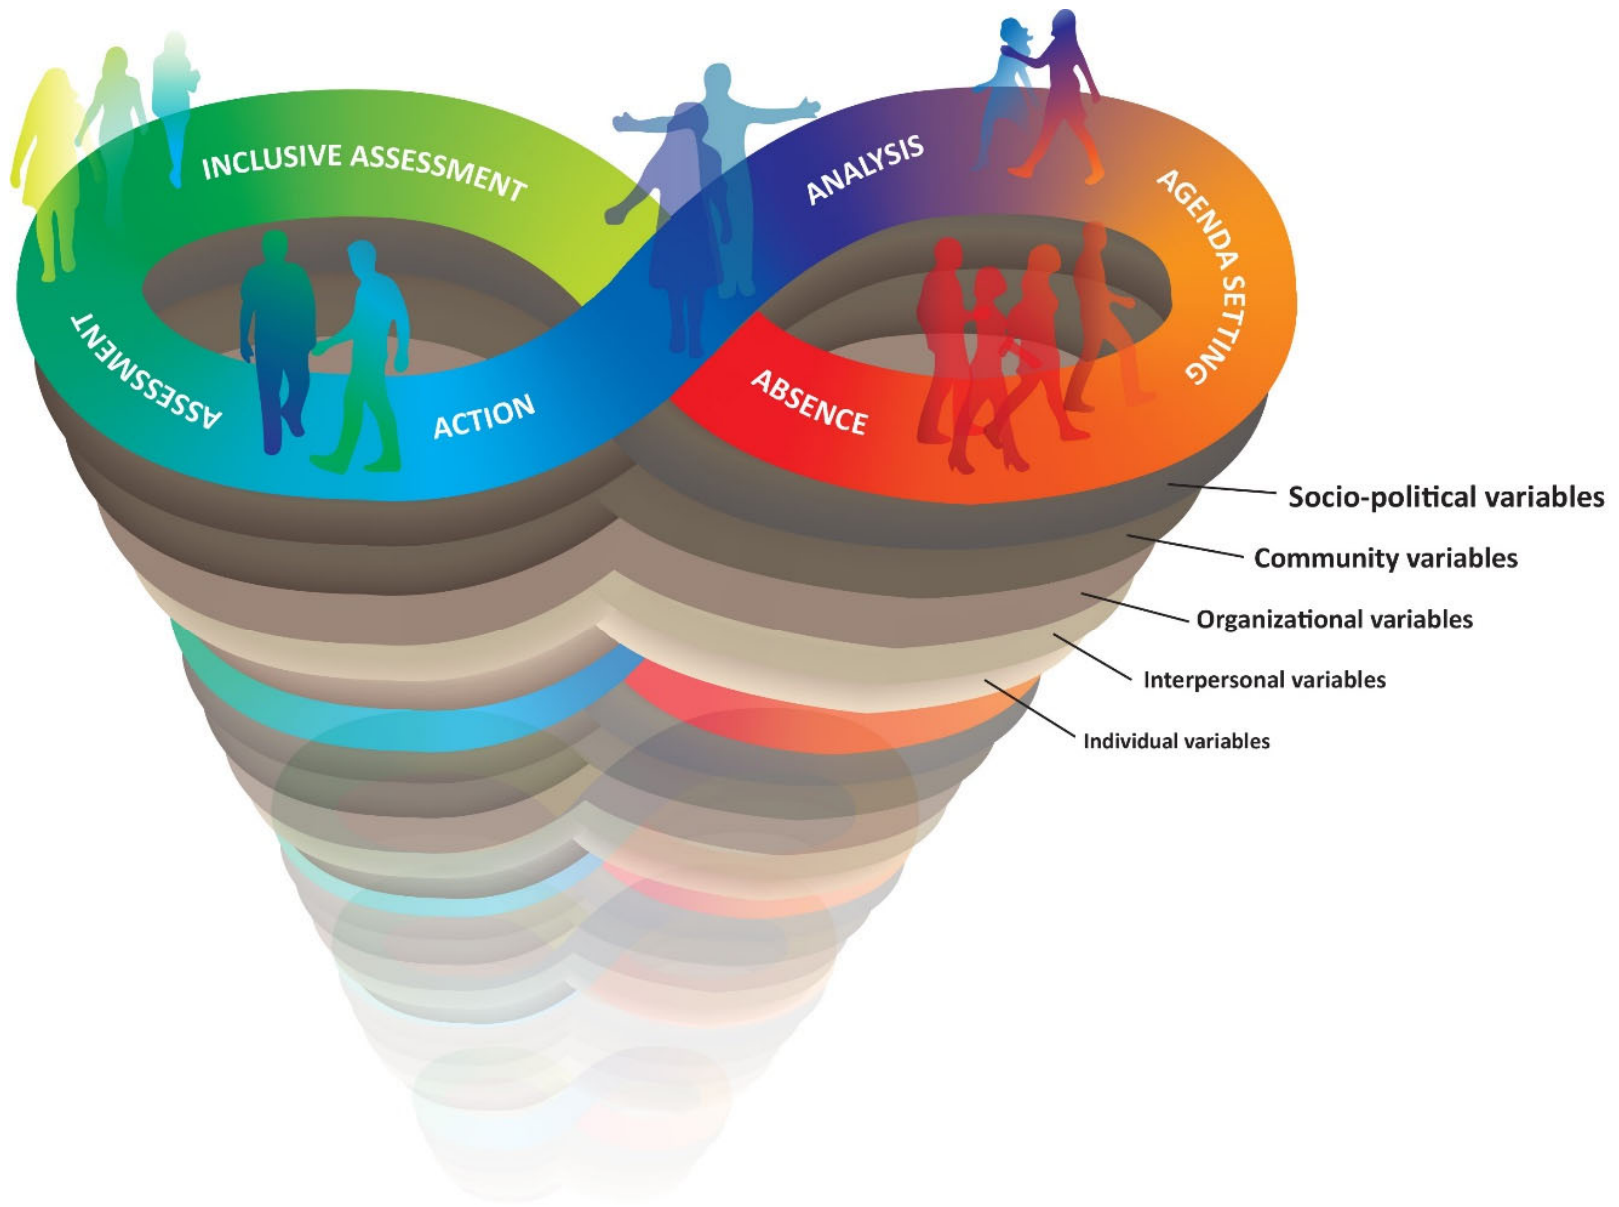 INCLUSIVE ASSESSMENT
ANALYSIS
AGENDA SETTING
ASSESSMENT
ACTION
ABSENCE
Socio-political variables
Community variables
Organizational variables
Interpersonal variables
Individual variables